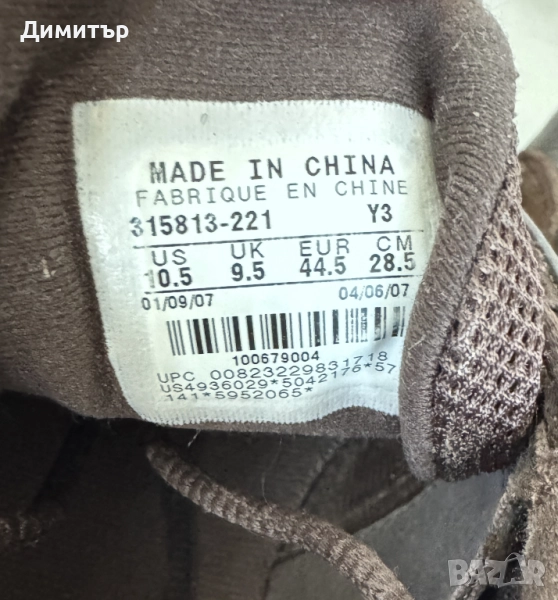 Димитър
MADE IN CHINA
FABRIQUE EN CHINE
315813-221 Y3
US UK EUR CM
10.5 9.5 44.5 28.5
01/09/07 04/06/07
100679004
UPC 00823229831718
US4936029*5042176*57
141*5952065*
BAZAR